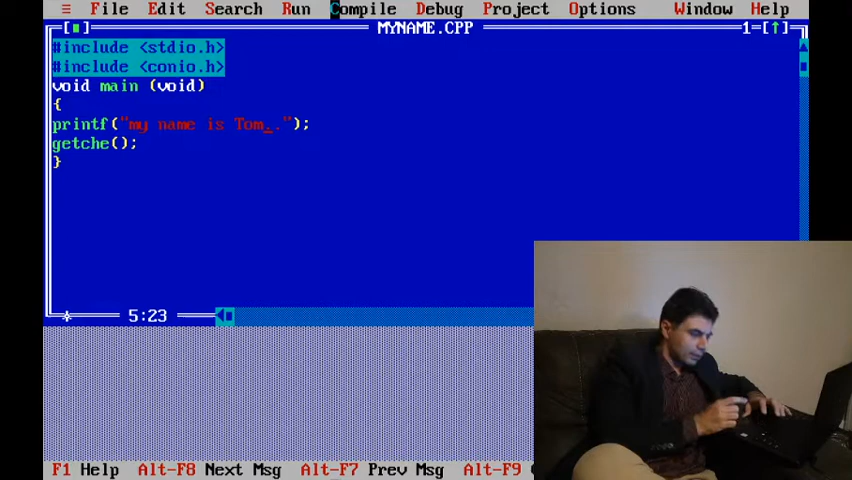 ≡ File Edit Search Run Compile Debug Project Options Window Help
[■] MYNAME.CPP 1=[↑]
#include <stdio.h>
#include <conio.h>
void main (void)
{
printf("my name is Tom_.");
getche();
}
5:23
F1 Help Alt-F8 Next Msg Alt-F7 Prev Msg Alt-F9